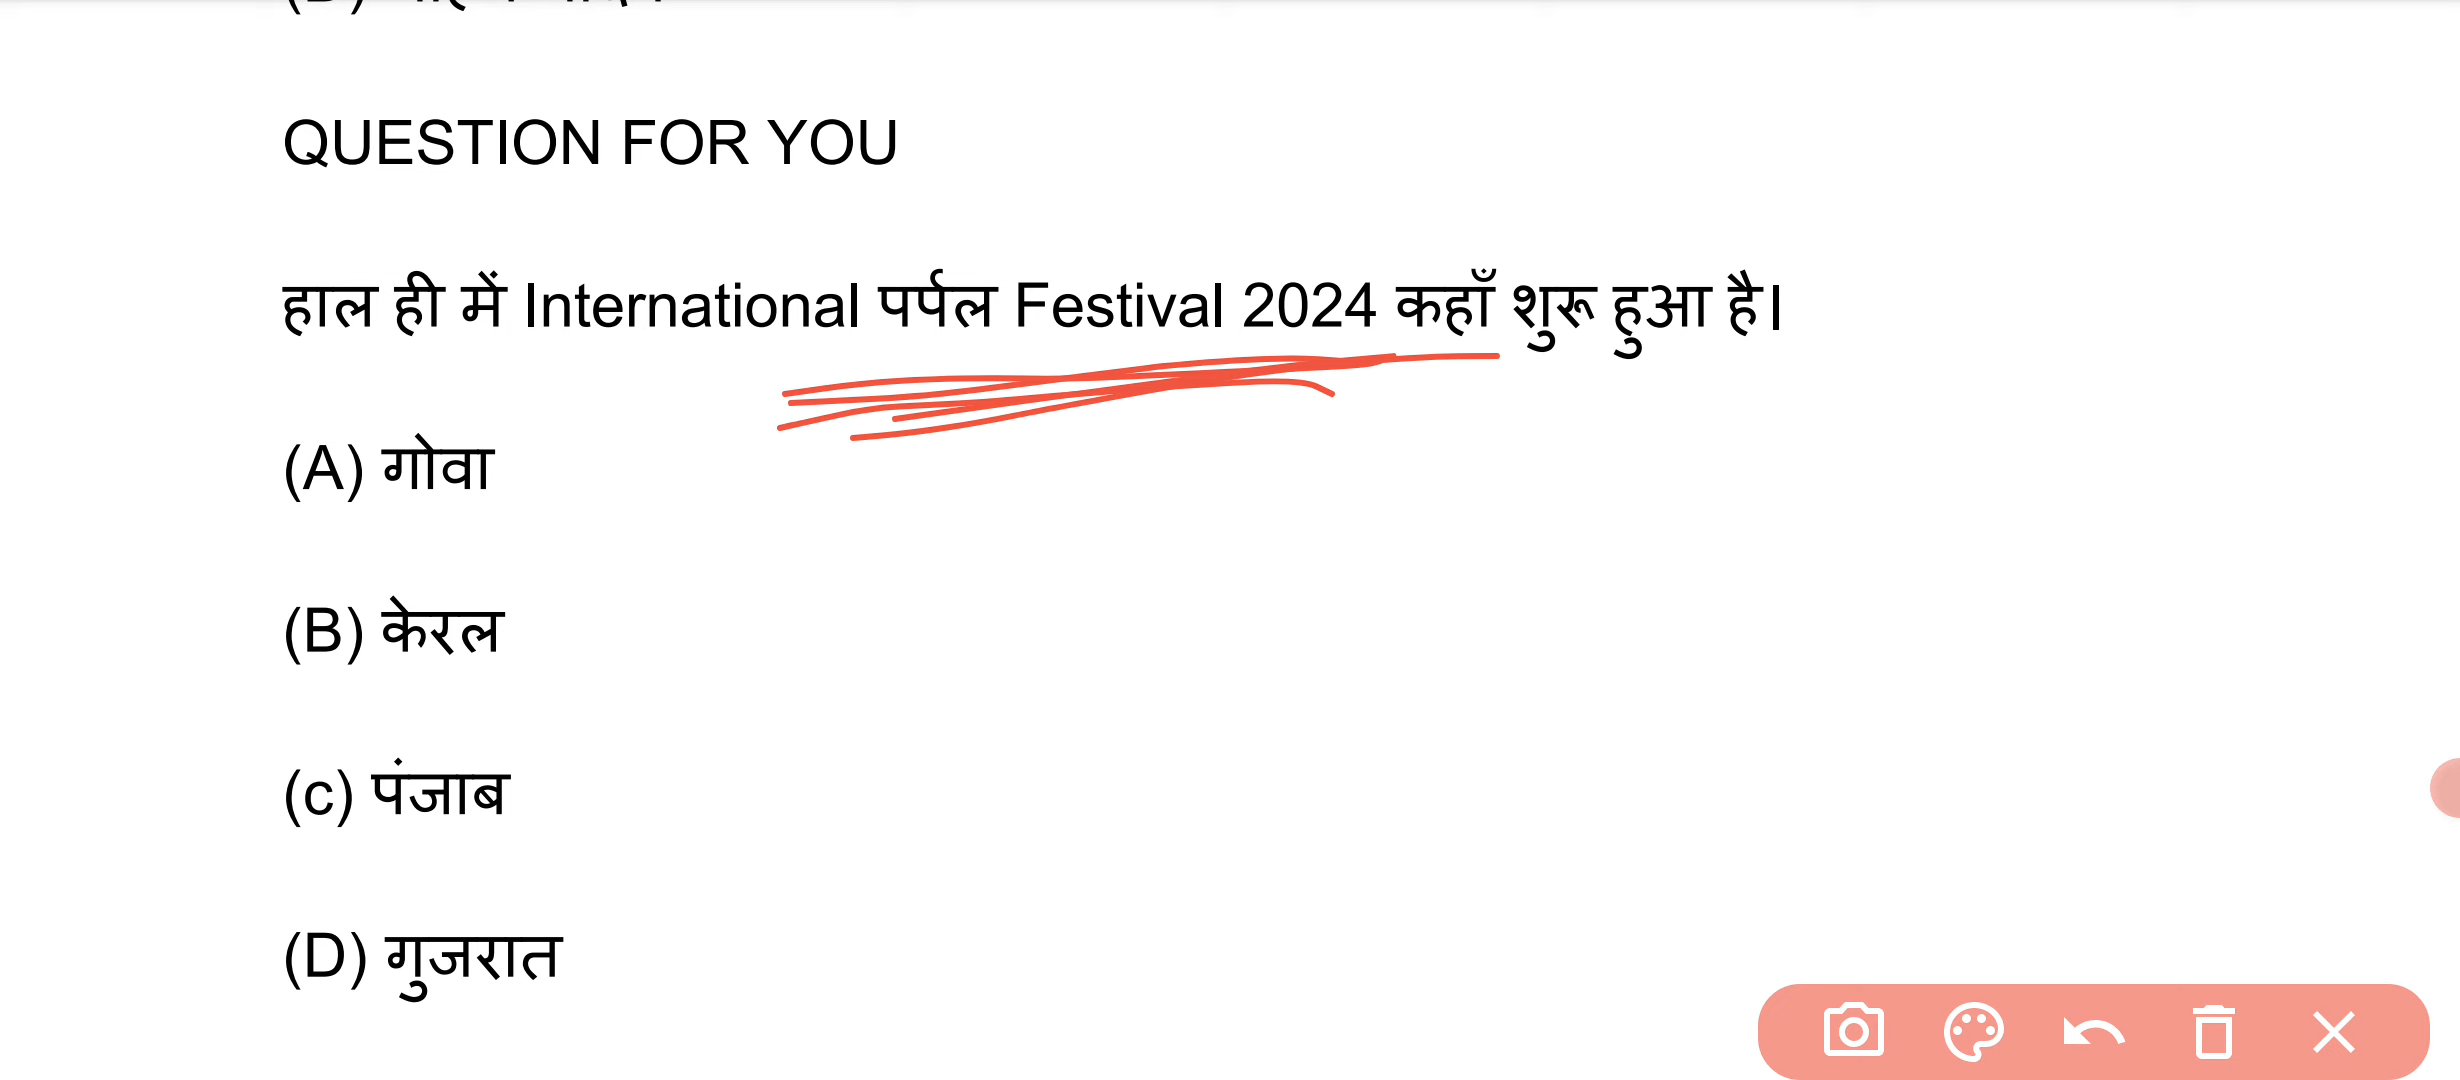 QUESTION FOR YOU
हाल ही में International पर्पल Festival 2024 कहाँ शुरू हुआ है।
(A) गोवा
(B) केरल
(c) पंजाब
(D) गुजरात